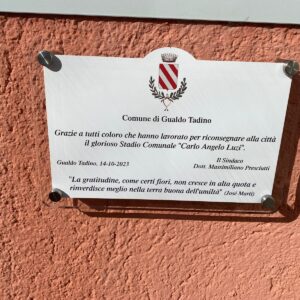 Comune di Gualdo Tadino
Grazie a tutti coloro che hanno lavorato per riconsegnare alla città
il glorioso Stadio Comunale "Carlo Angelo Luzi".
Gualdo Tadino, 14-10-2023
Il Sindaco
Dott. Massimiliano Presciutti
"La gratitudine, come certi fiori, non cresce in alta quota e
rinverdisce meglio nella terra buona dell'umiltà" (José Martí)